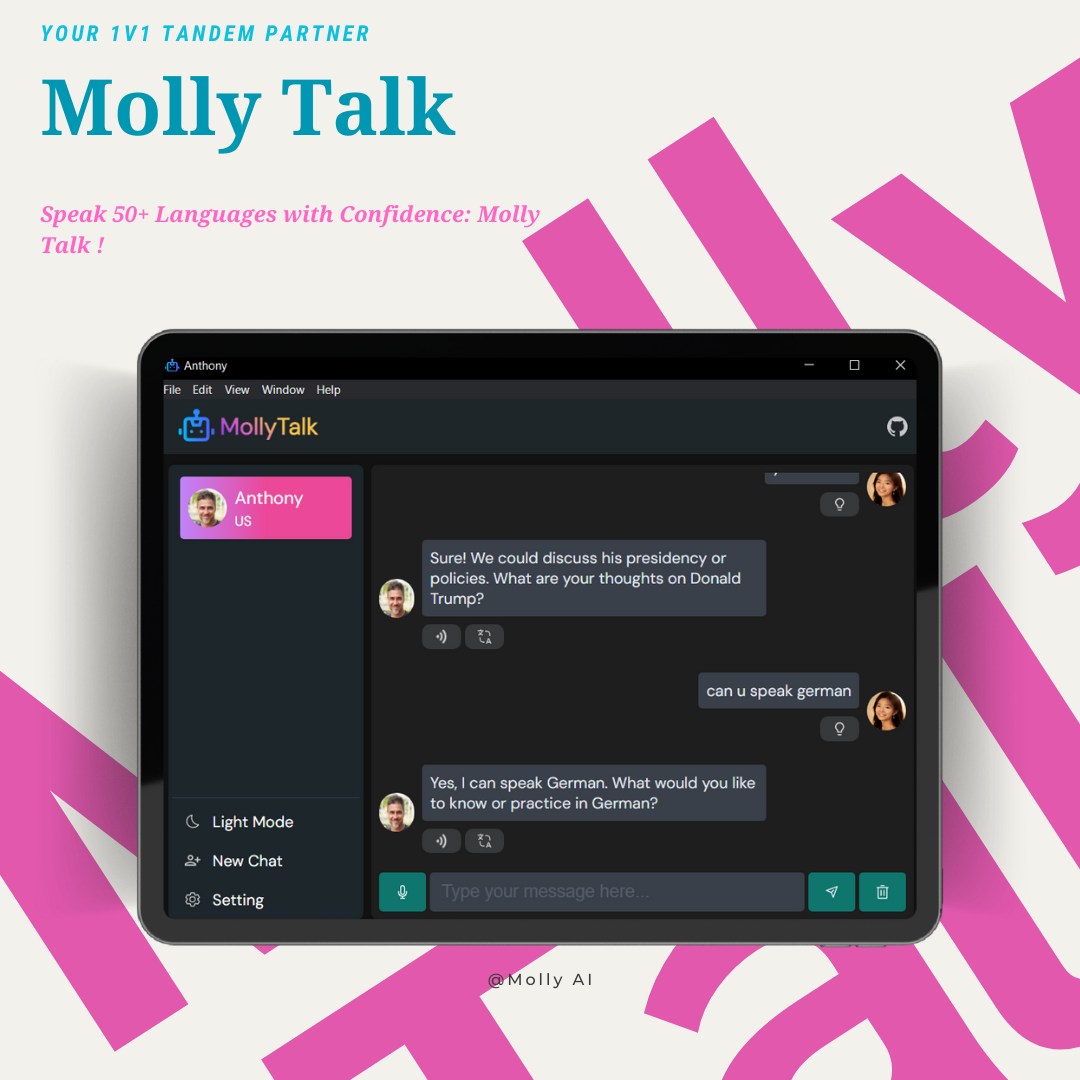 YOUR 1V1 TANDEM PARTNER
Molly Talk
Speak 50+ Languages with Confidence: Molly
Talk !
Anthony
File Edit View Window Help
MollyTalk
Anthony
US
Sure! We could discuss his presidency or
policies. What are your thoughts on Donald
Trump?
can u speak german
Yes, I can speak German. What would you like
to know or practice in German?
Light Mode
New Chat
Setting
Type your message here...
@Molly AI